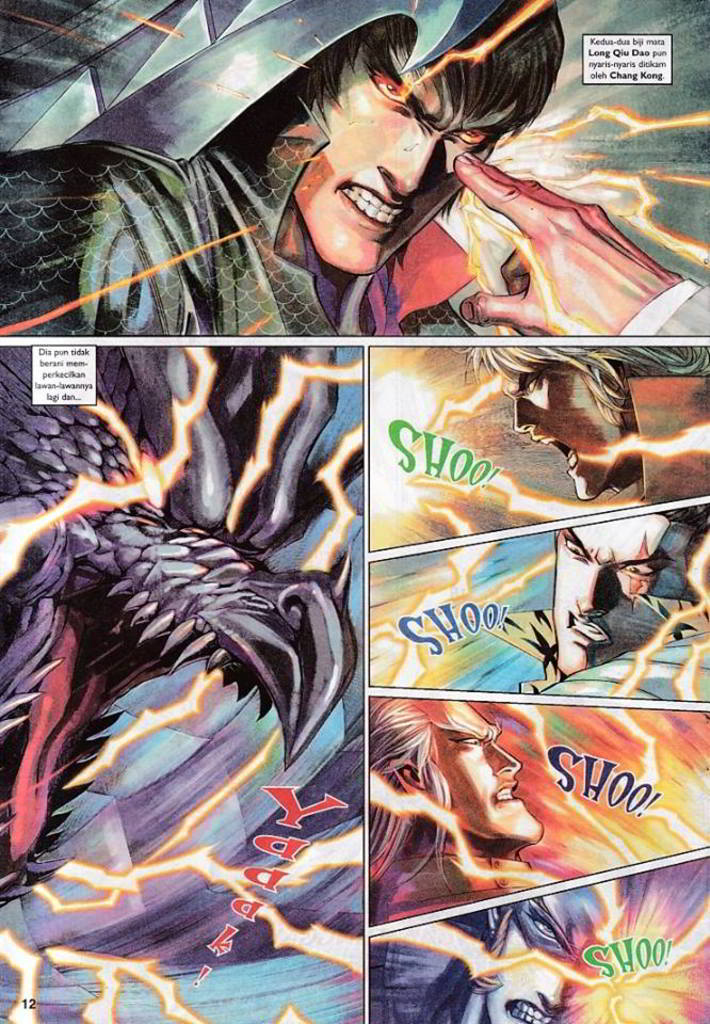 Kedua-dua biji mata
Long Qiu Dao pun
nyaris-nyaris ditikam
oleh Chang Kong.
Dia pun tidak
berani mem-
perkecilkan
lawan-lawannya
lagi dan...
SHOO!
SHOO!
SHOO!
SHOO!
12